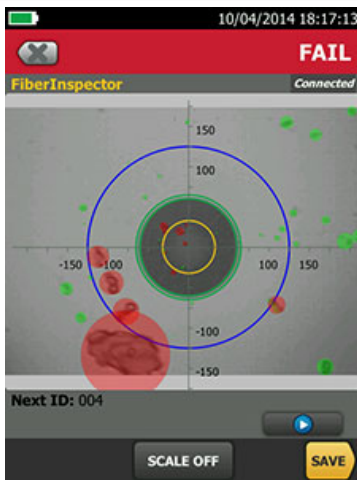 10/04/2014 18:17:13
FAIL
FiberInspector
Connected
150
100
-150
-100
100
150
-100
-150
Next ID: 004
SCALE OFF
SAVE